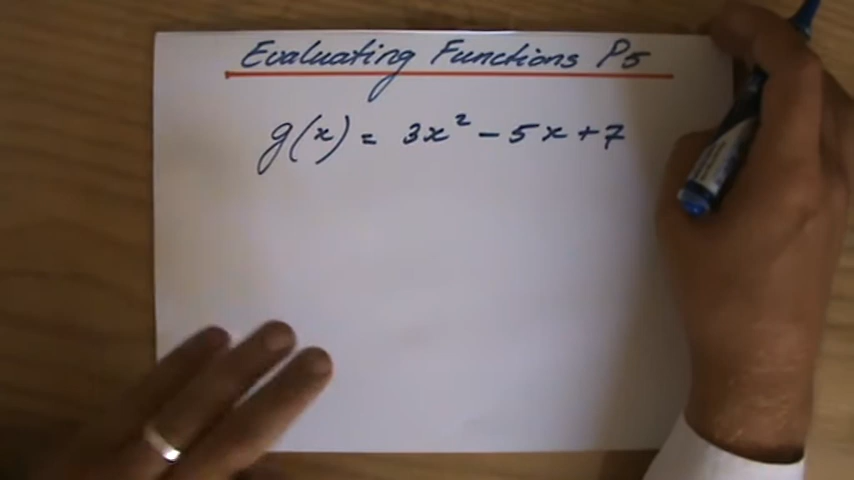 Evaluating Functions P5
g(x) = 3x² - 5x + 7